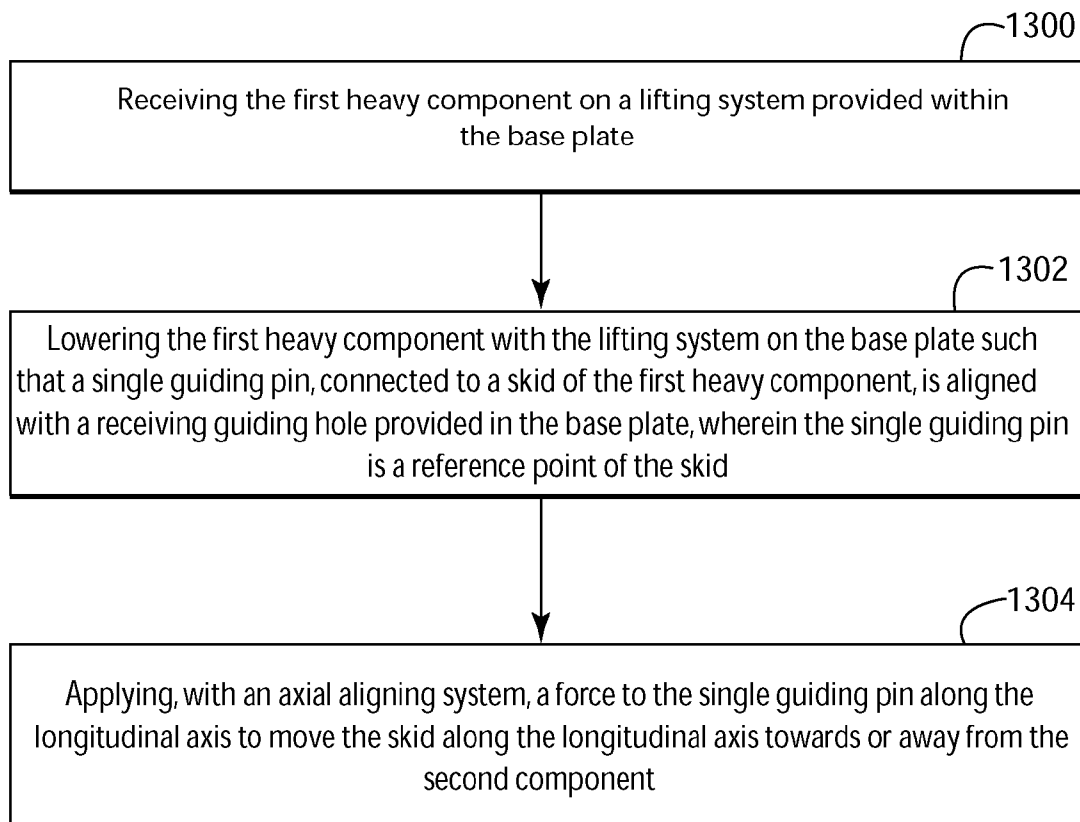 1300
Receiving the first heavy component on a lifting system provided within
the base plate
1302
Lowering the first heavy component with the lifting system on the base plate such
that a single guiding pin, connected to a skid of the first heavy component, is aligned
with a receiving guiding hole provided in the base plate, wherein the single guiding pin
is a reference point of the skid
1304
Applying, with an axial aligning system, a force to the single guiding pin along the
longitudinal axis to move the skid along the longitudinal axis towards or away from the
second component